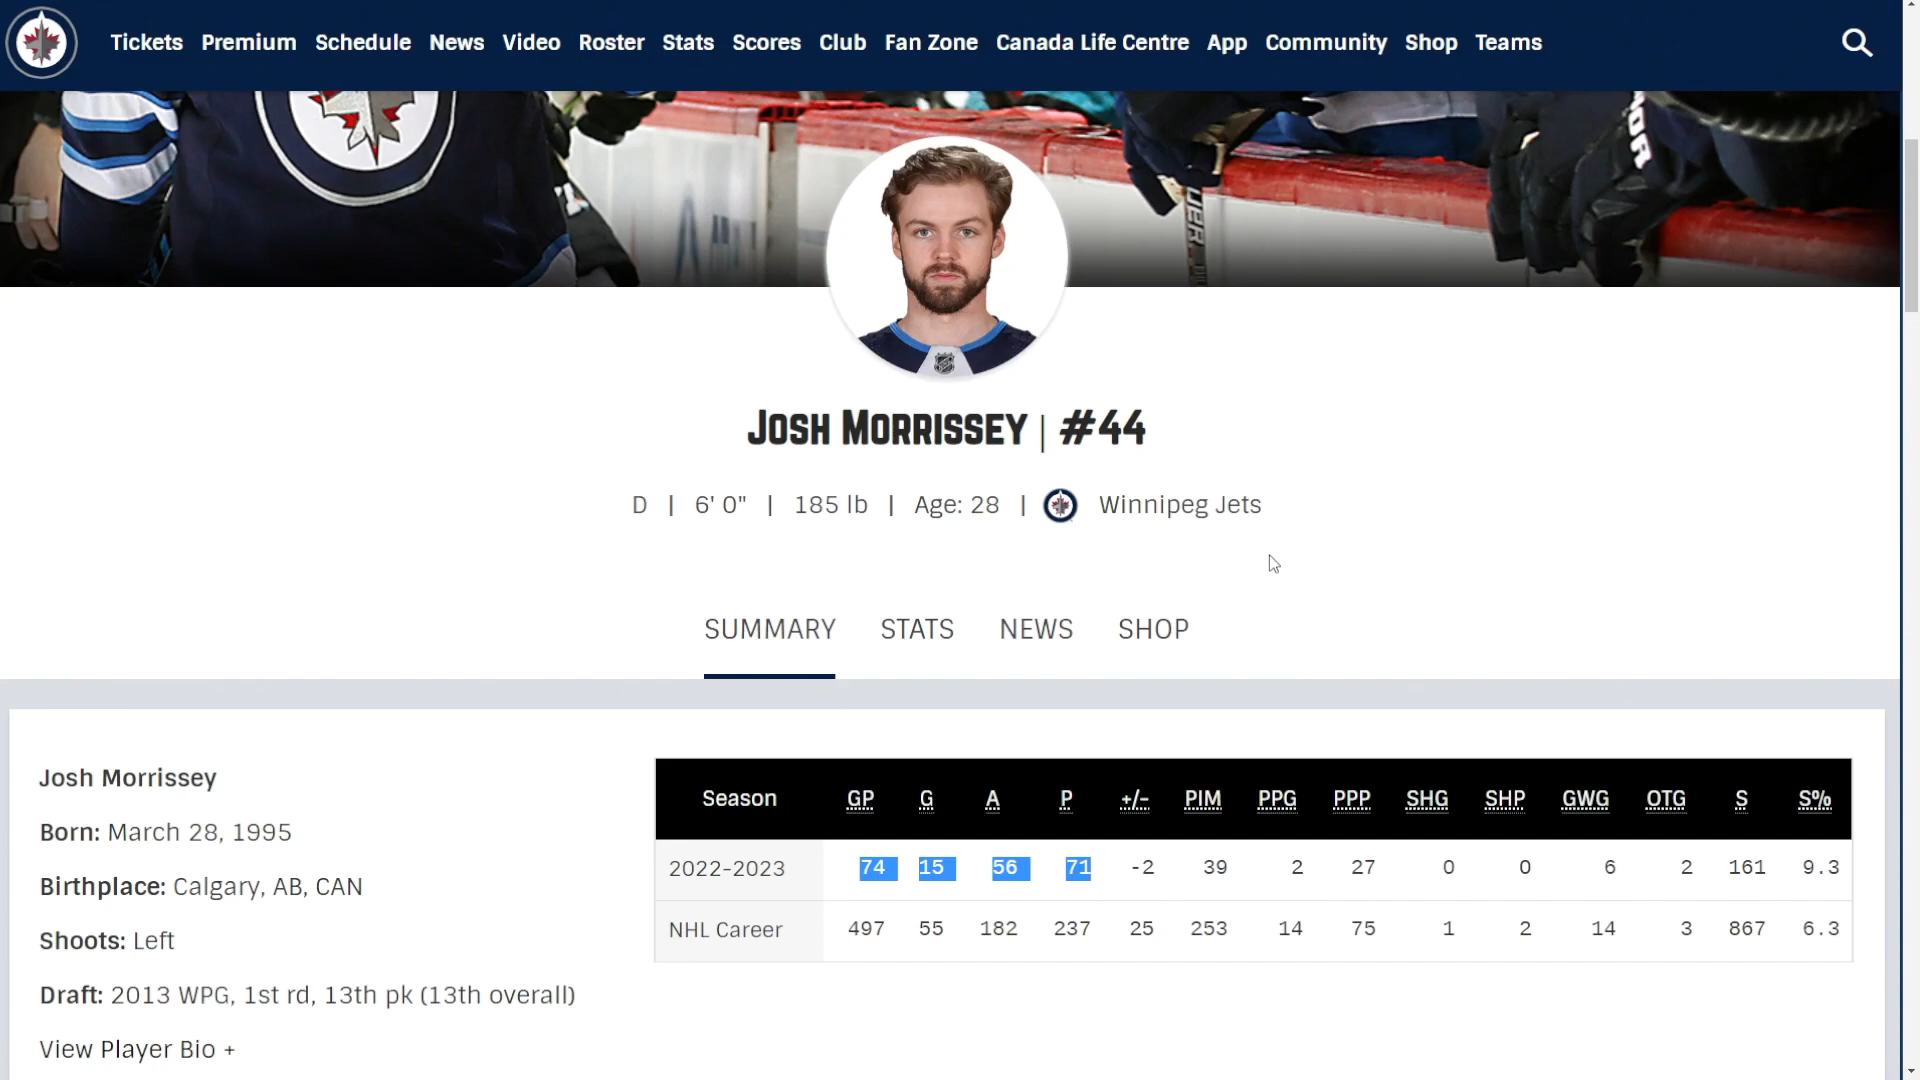 Tickets Premium Schedule News Video Roster Stats Scores Club Fan Zone Canada Life Centre App Community Shop Teams
JOSH MORRISSEY | #44
D | 6' 0" | 185 lb | Age: 28 | Winnipeg Jets
SUMMARY STATS NEWS SHOP
Josh Morrissey
Born: March 28, 1995
Birthplace: Calgary, AB, CAN
Shoots: Left
Draft: 2013 WPG, 1st rd, 13th pk (13th overall)
View Player Bio +
Season GP G A P +/- PIM PPG PPP SHG SHP GWG OTG S S%
2022-2023 74 15 56 71 -2 39 2 27 0 0 6 2 161 9.3
NHL Career 497 55 182 237 25 253 14 75 1 2 14 3 867 6.3